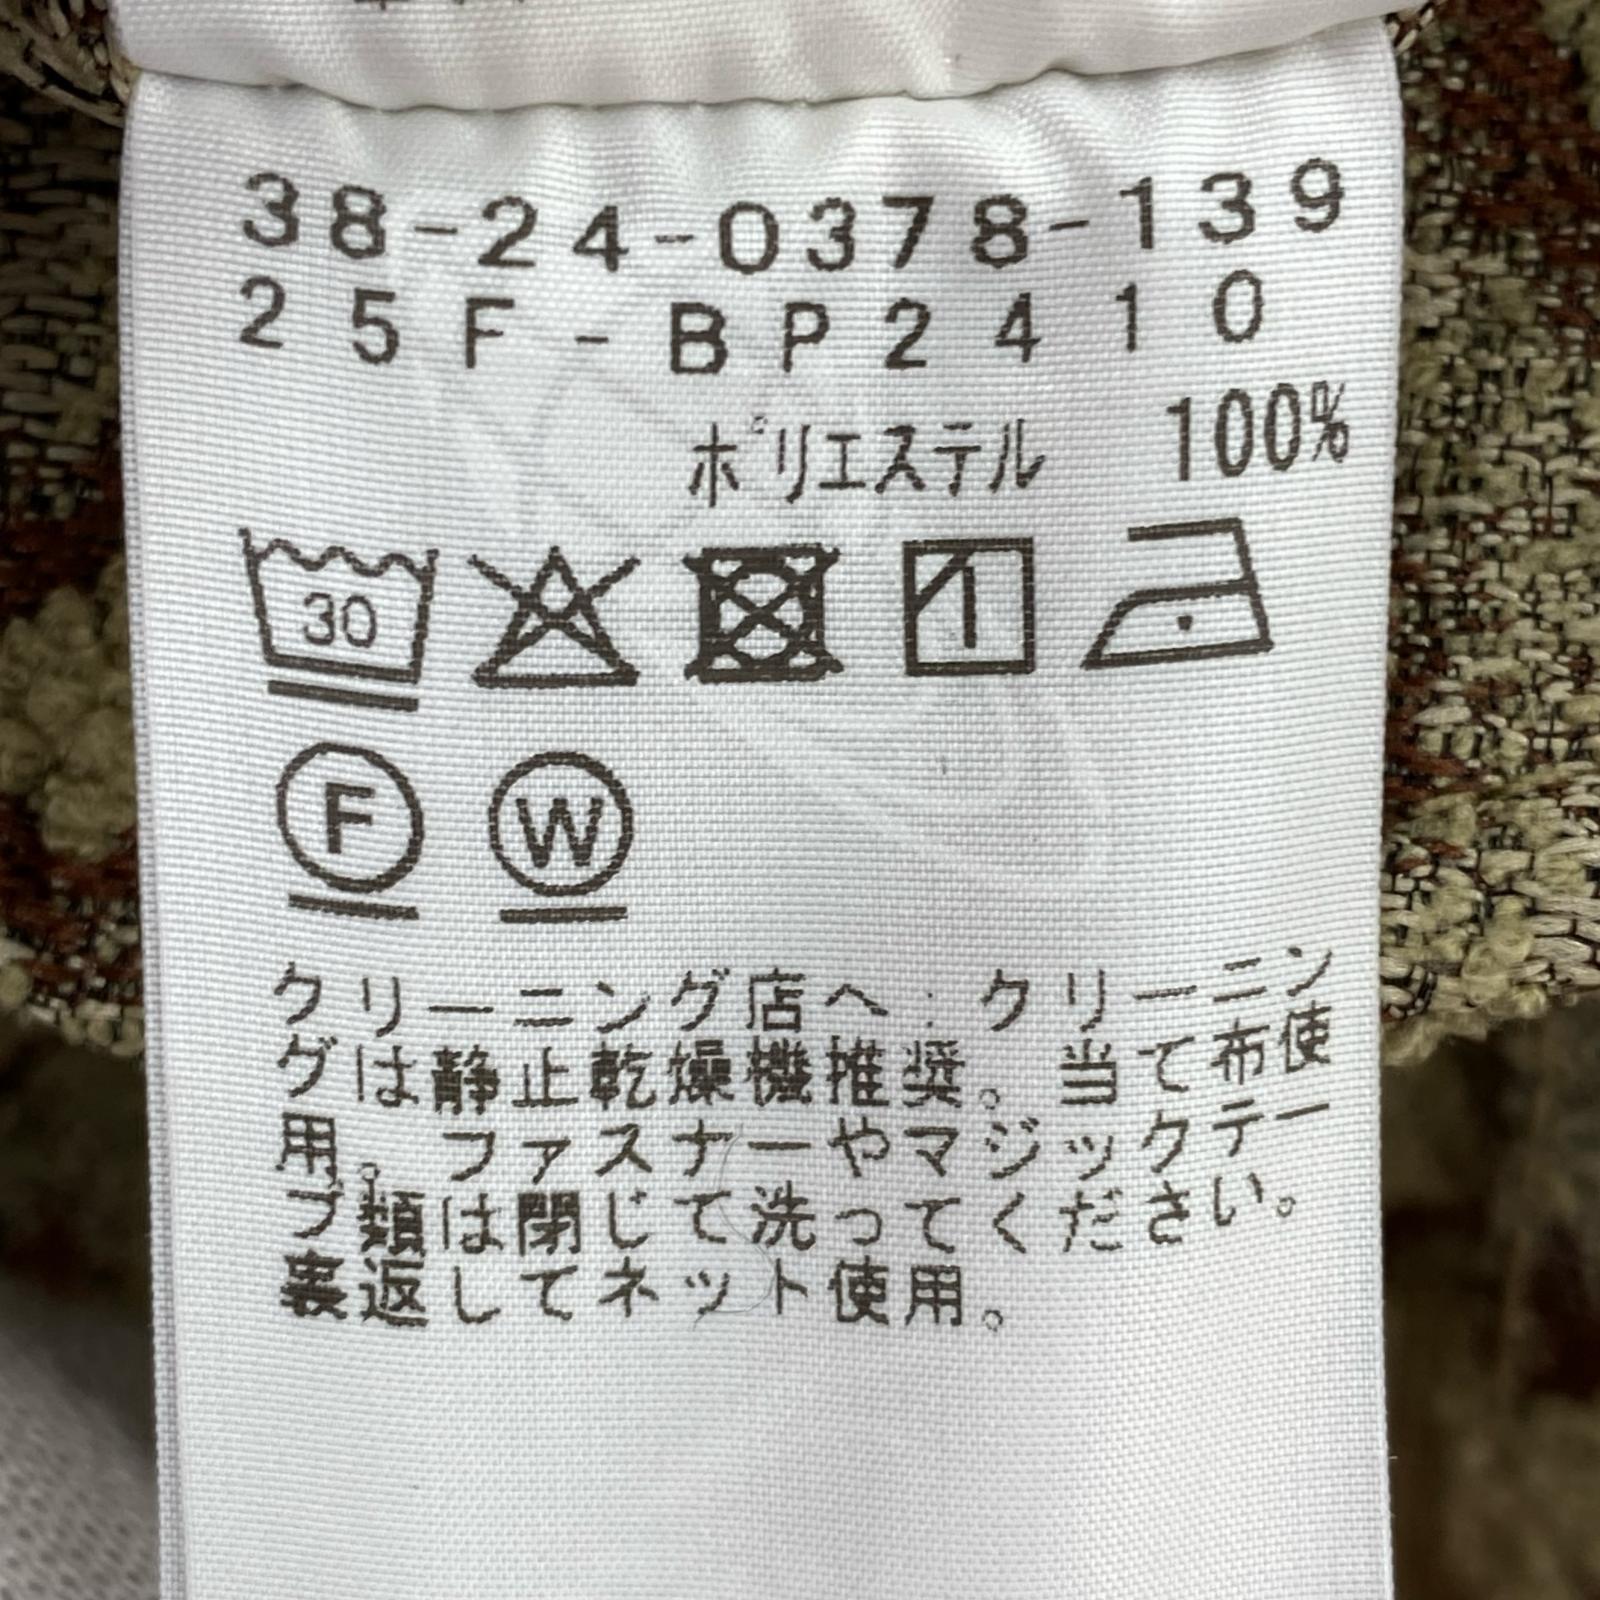 38-24-0378-139
25F-BP2410
ポリエステル 100%
30
F W
クリーニング店へ：クリーニン
グは静止乾燥機推奨。当て布使
用。ファスナーやマジックテー
プ類は閉じて洗ってください。
裏返してネット使用。